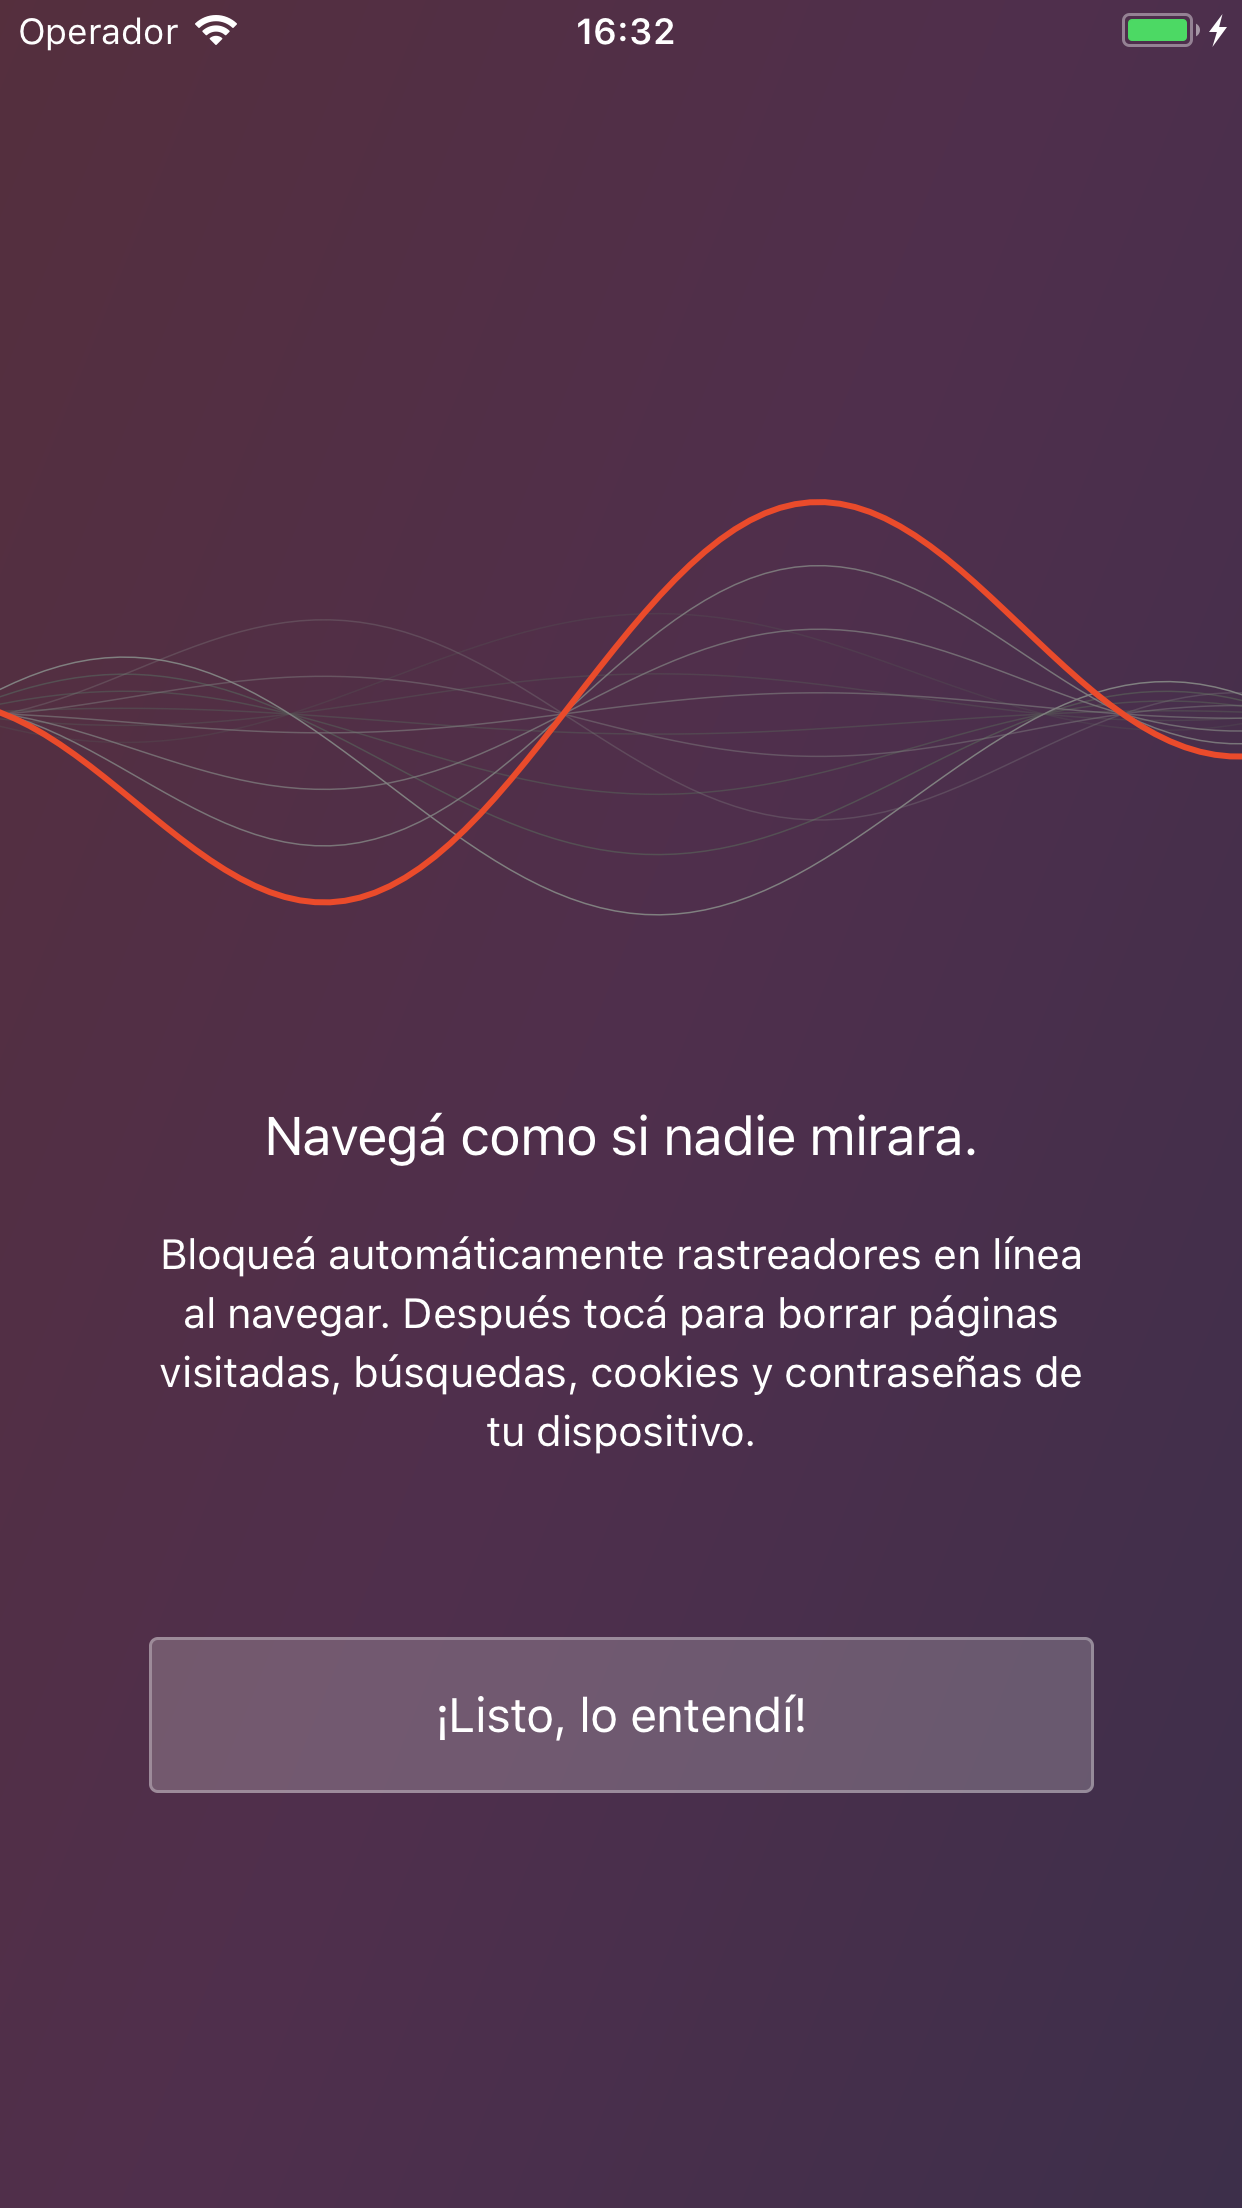 Operador
16:32
Navegá como si nadie mirara.
Bloqueá automáticamente rastreadores en línea
al navegar. Después tocá para borrar páginas
visitadas, búsquedas, cookies y contraseñas de
tu dispositivo.
¡Listo, lo entendí!